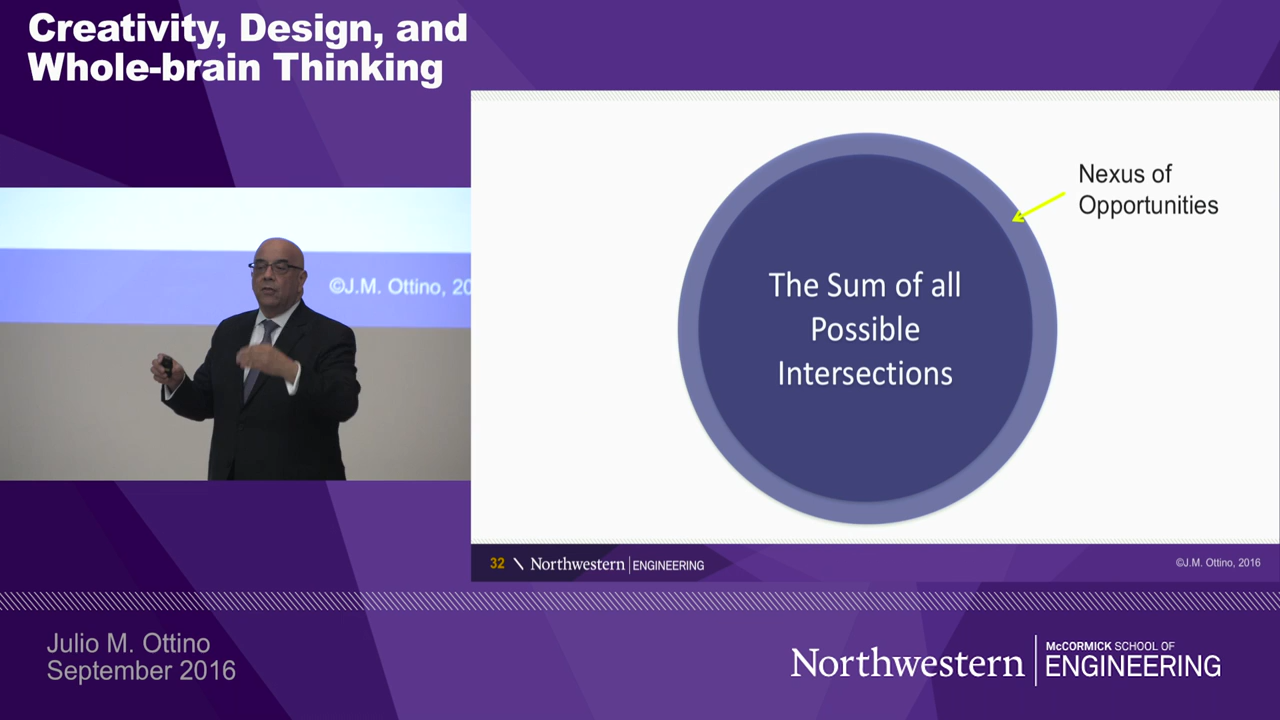 Creativity, Design, and
Whole-brain Thinking
©J.M. Ottino, 20
Nexus of
Opportunities
The Sum of all
Possible
Intersections
32 \ Northwestern | ENGINEERING
©J.M. Ottino, 2016
Julio M. Ottino
September 2016
Northwestern
McCORMICK SCHOOL OF
ENGINEERING